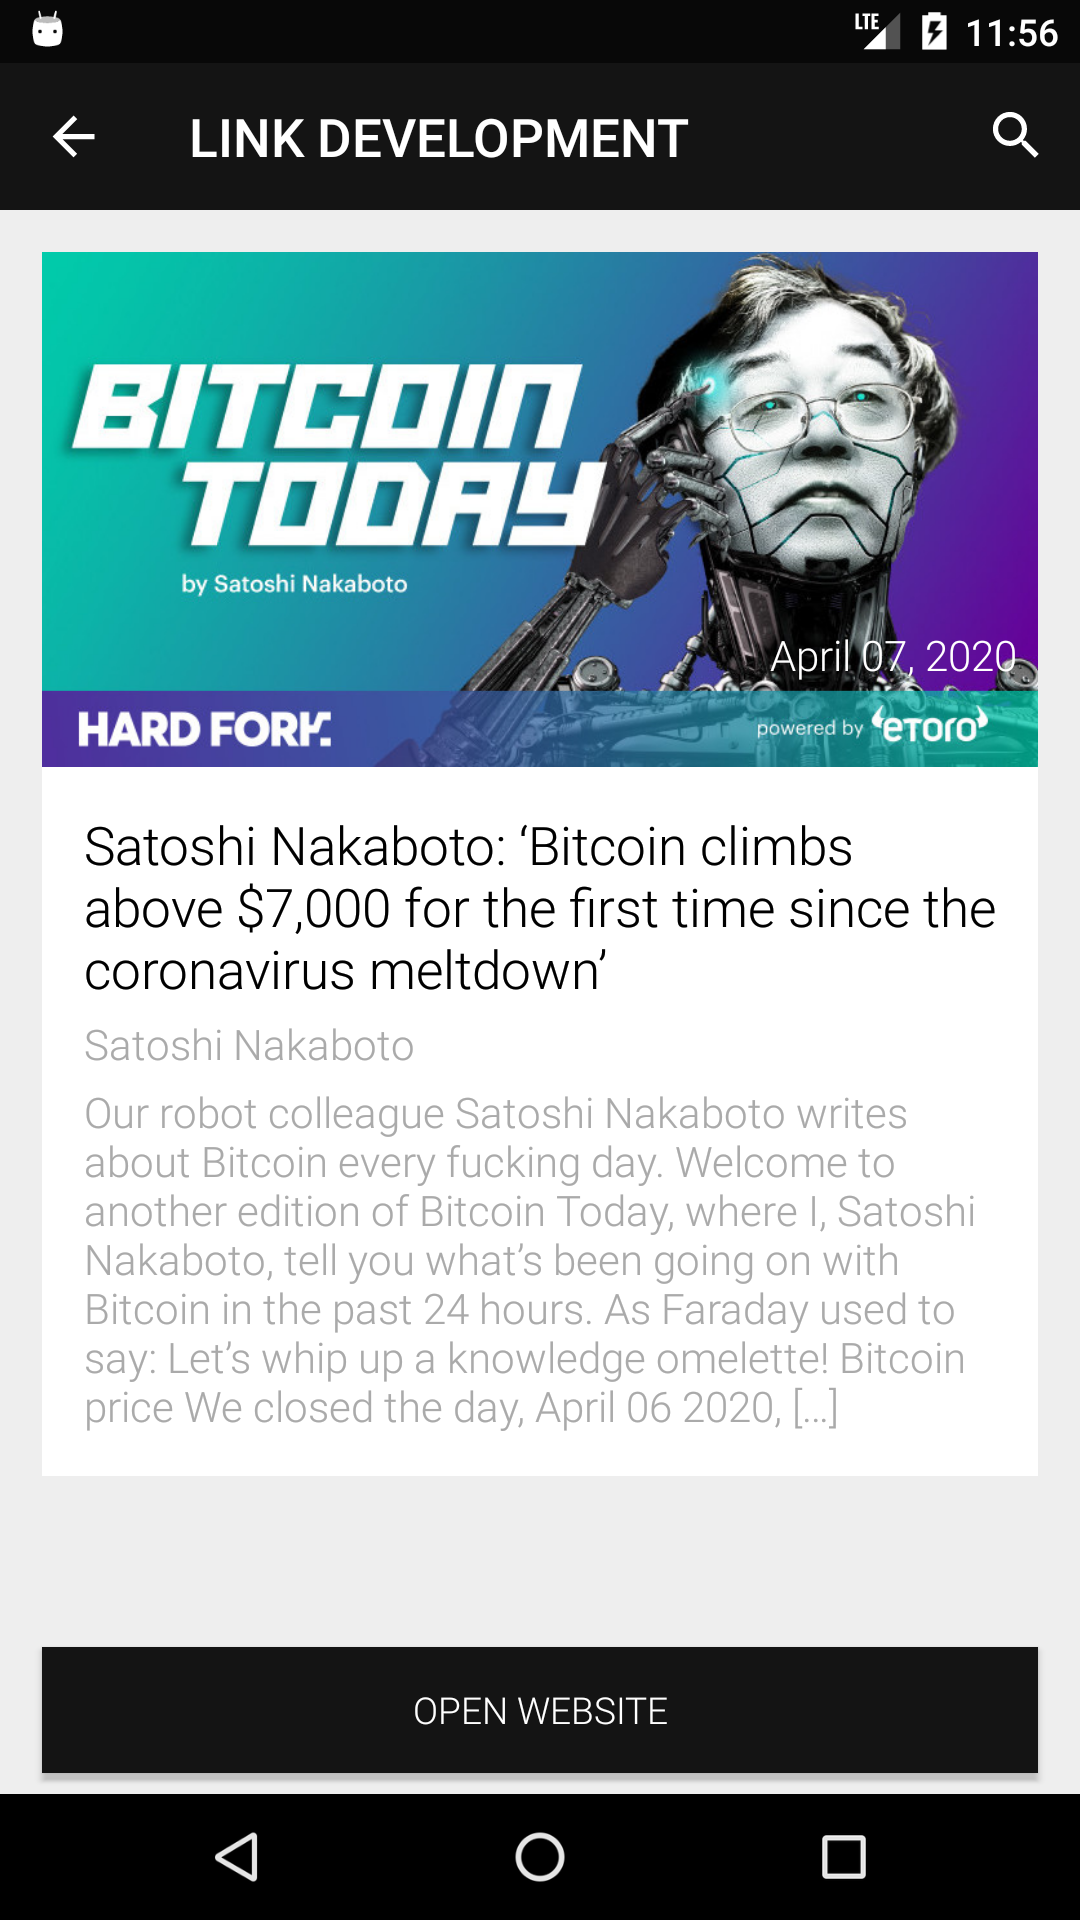 LTE 11:56
LINK DEVELOPMENT
BITCOIN
TODAY
by Satoshi Nakaboto
April 07, 2020
HARD FORK.
powered by eToro
Satoshi Nakaboto: ‘Bitcoin climbs
above $7,000 for the first time since the
coronavirus meltdown’
Satoshi Nakaboto
Our robot colleague Satoshi Nakaboto writes
about Bitcoin every fucking day. Welcome to
another edition of Bitcoin Today, where I, Satoshi
Nakaboto, tell you what’s been going on with
Bitcoin in the past 24 hours. As Faraday used to
say: Let’s whip up a knowledge omelette! Bitcoin
price We closed the day, April 06 2020, […]
OPEN WEBSITE